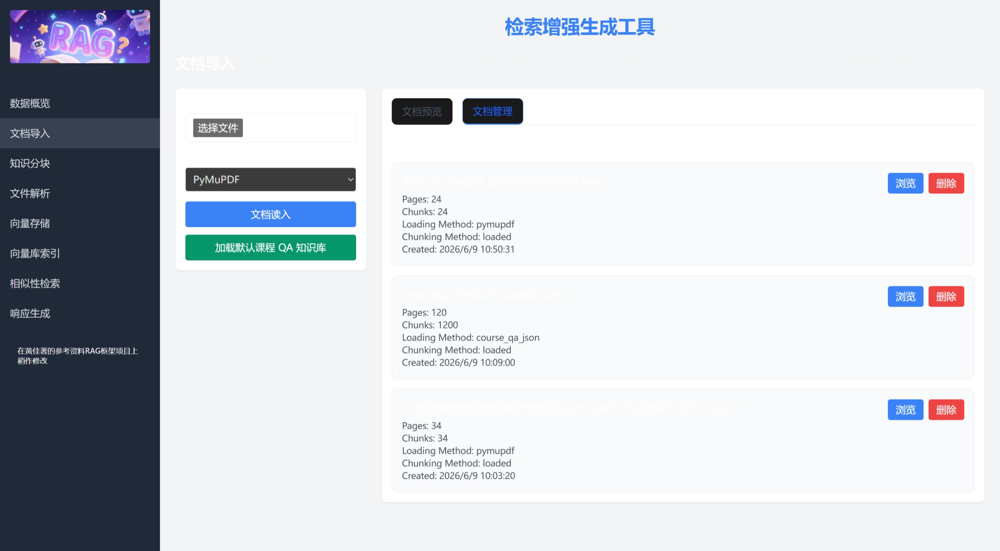 RAG?
数据概览
文档导入
知识分块
文件解析
向量存储
向量库索引
相似性检索
响应生成
在黄佳著的参考资料RAG框架项目上
稍作修改
检索增强生成工具
文档导入
选择文件
PyMuPDF
文档读入
加载默认课程 QA 知识库
文档预览
文档管理
2026_pymupdf_20260609105031.json
浏览
删除
Pages: 24
Chunks: 24
Loading Method: pymupdf
Chunking Method: loaded
Created: 2026/6/9 10:50:31
courseqa_default_loaded.json
浏览
删除
Pages: 120
Chunks: 1200
Loading Method: course_qa_json
Chunking Method: loaded
Created: 2026/6/9 10:09:00
大语言模型的幻觉问题研究综述_pymupdf_20260609100320.json
浏览
删除
Pages: 34
Chunks: 34
Loading Method: pymupdf
Chunking Method: loaded
Created: 2026/6/9 10:03:20